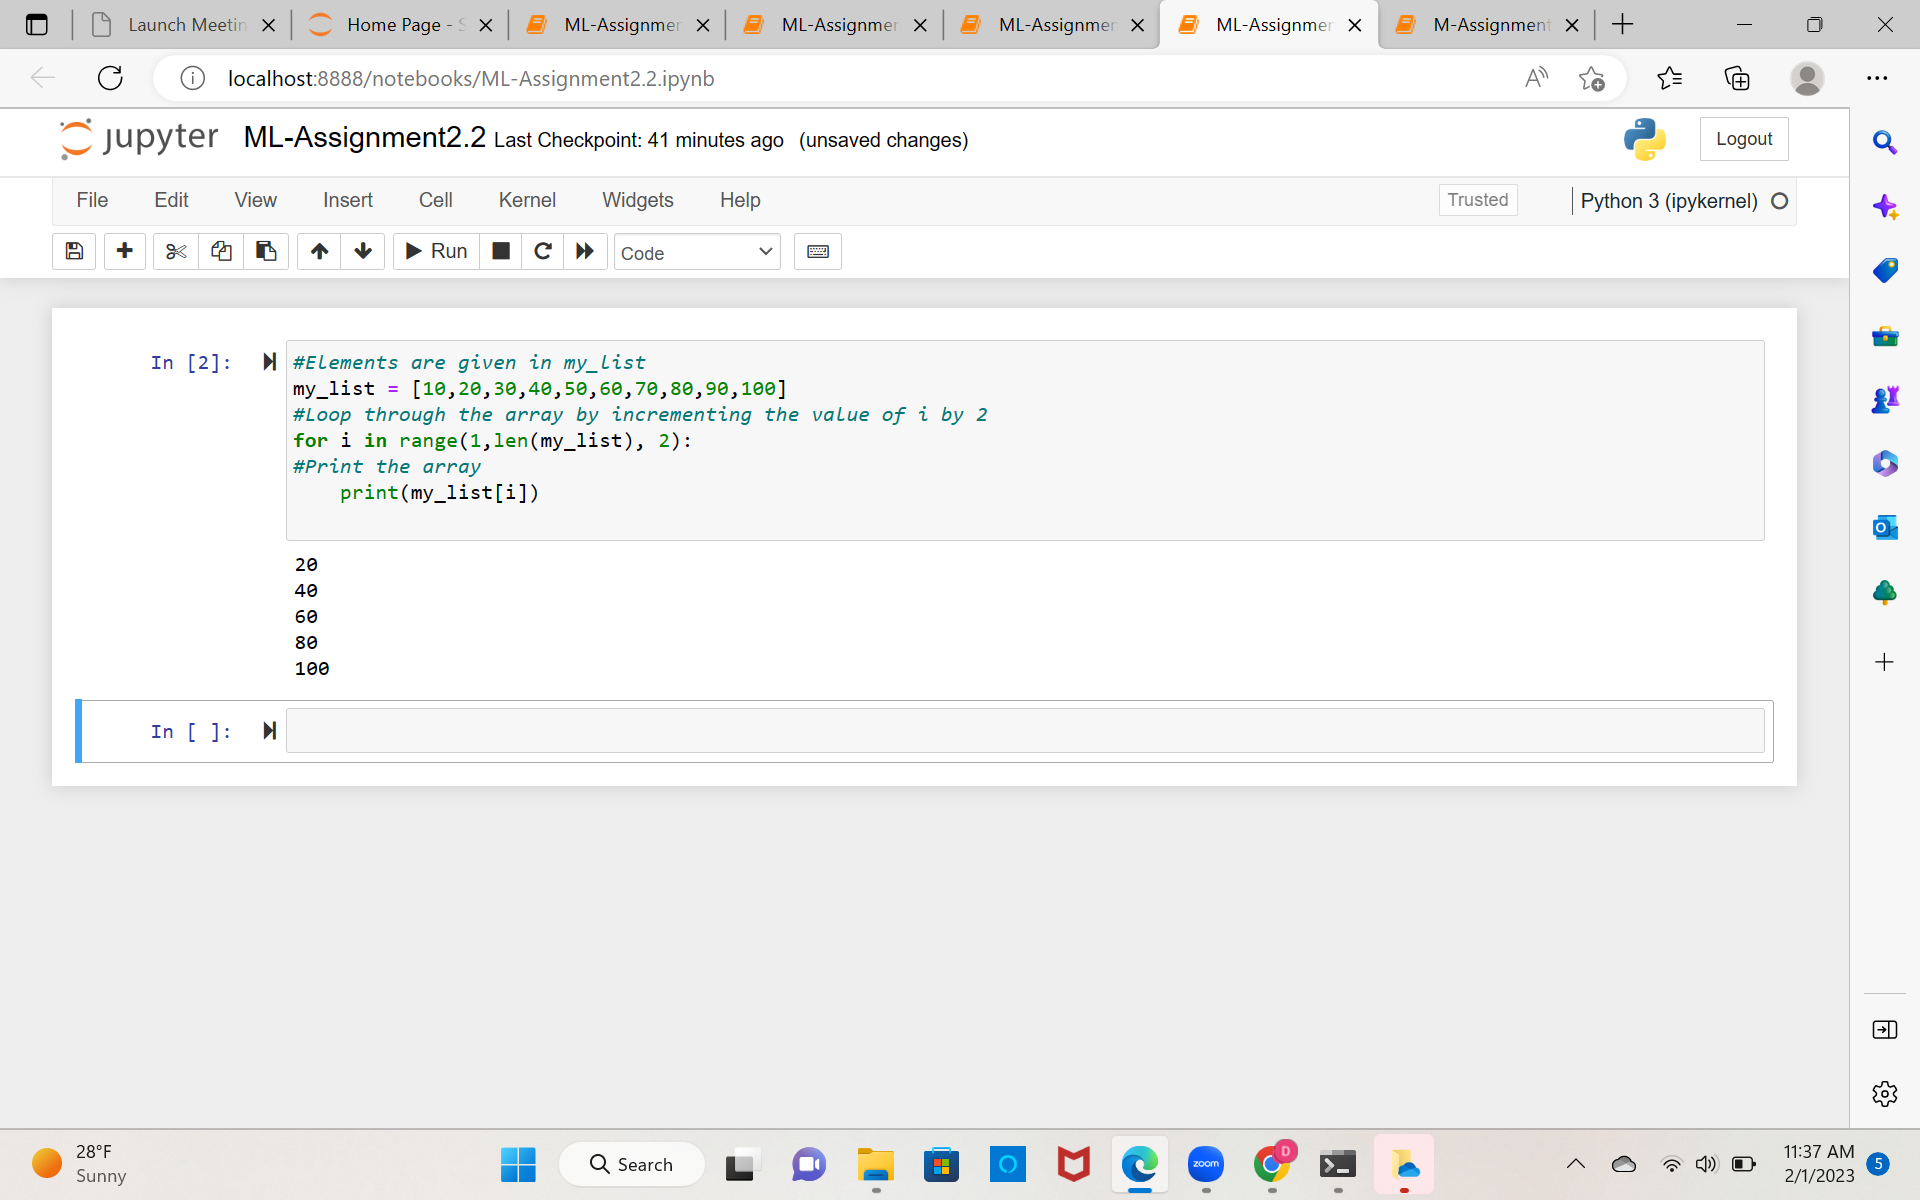 Launch Meetin
Home Page - S
ML-Assignmen
ML-Assignmen
ML-Assignmen
ML-Assignmen
M-Assignment
localhost:8888/notebooks/ML-Assignment2.2.ipynb
jupyter ML-Assignment2.2 Last Checkpoint: 41 minutes ago (unsaved changes)
Logout
File Edit View Insert Cell Kernel Widgets Help
Trusted
Python 3 (ipykernel)
Run
Code
In [2]:
#Elements are given in my_list
my_list = [10,20,30,40,50,60,70,80,90,100]
#Loop through the array by incrementing the value of i by 2
for i in range(1,len(my_list), 2):
#Print the array
    print(my_list[i])
20
40
60
80
100
In [ ]:
28°F
Sunny
Search
zoom
D
11:37 AM
2/1/2023
5